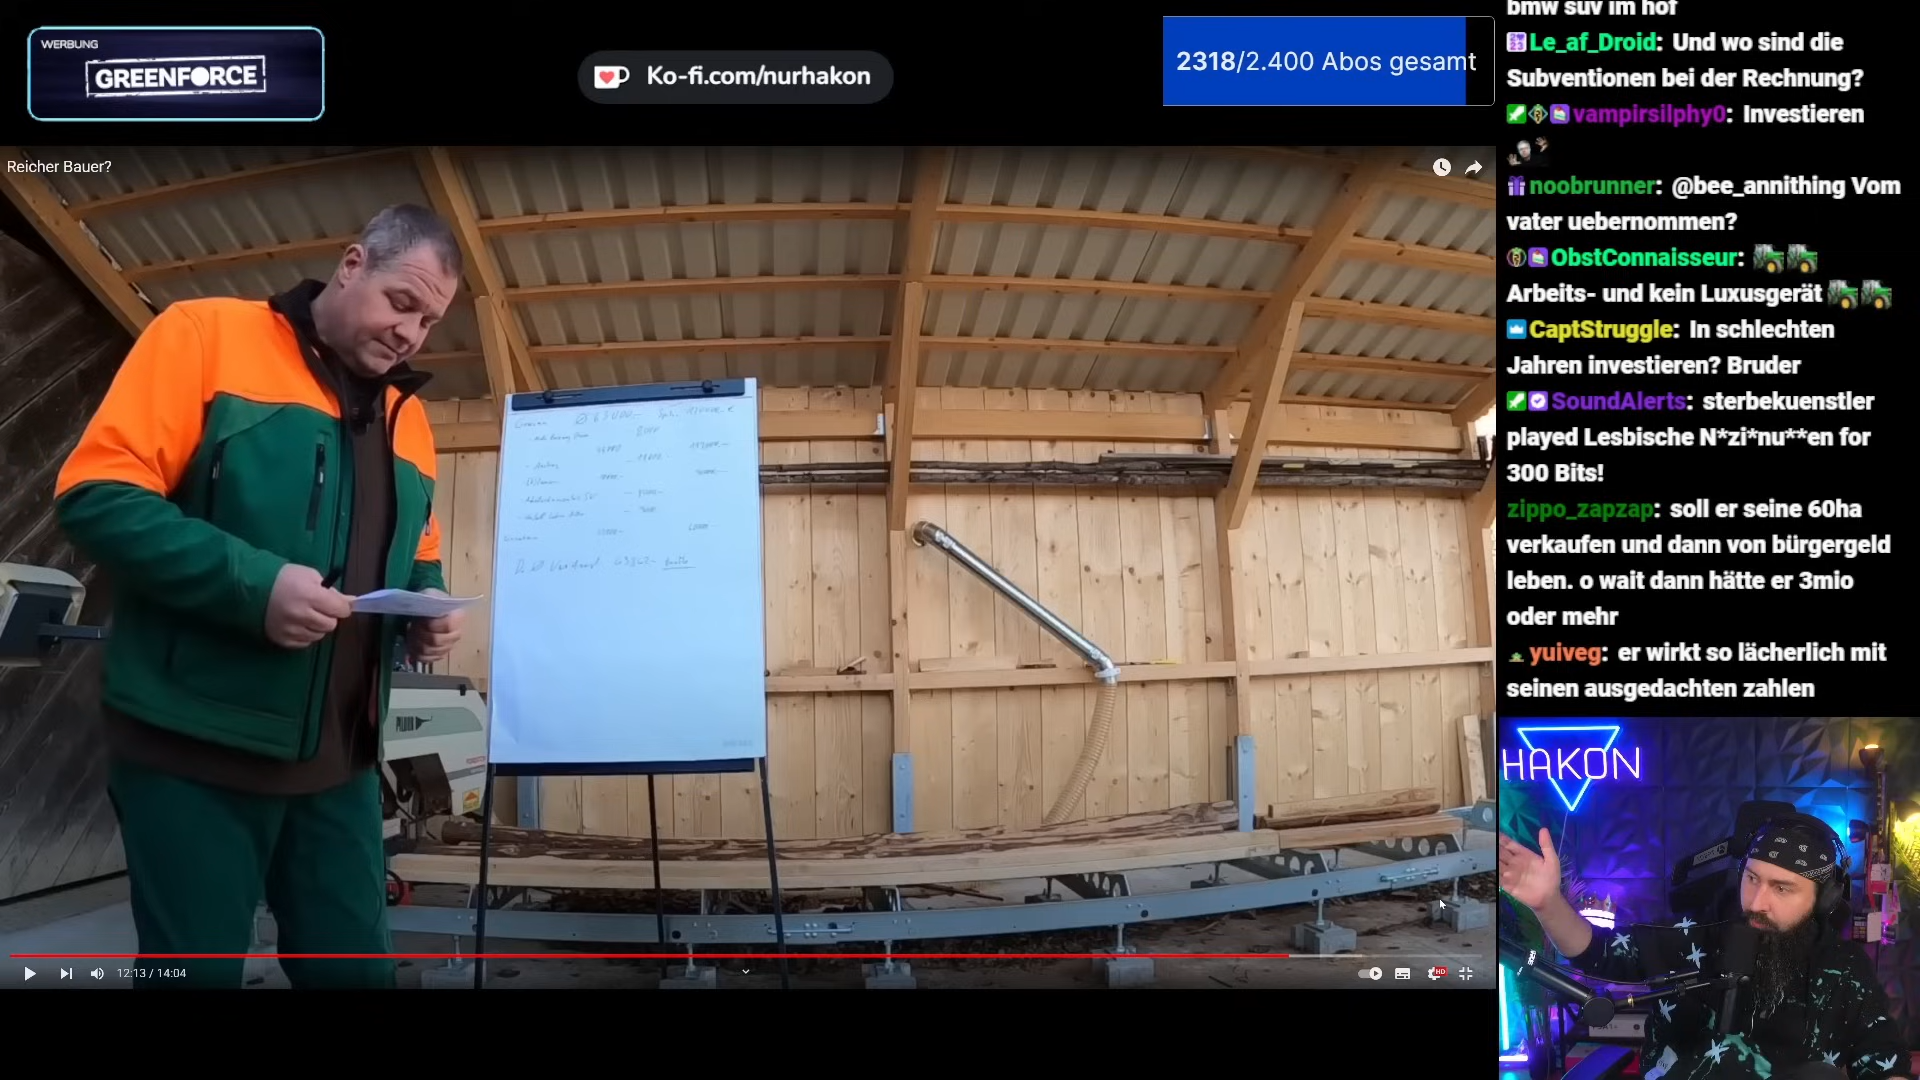 WERBUNG
GREENFORCE
Ko-fi.com/nurhakon
2318/2.400 Abos gesamt
Reicher Bauer?
12:13 / 14:04
HD
bmw suv im hof
Le_af_Droid: Und wo sind die
Subventionen bei der Rechnung?
vampirsilphy0: Investieren
noobrunner: @bee_annithing Vom
vater uebernommen?
ObstConnaisseur:
Arbeits- und kein Luxusgerät
CaptStruggle: In schlechten
Jahren investieren? Bruder
SoundAlerts: sterbekuenstler
played Lesbische N*zi*nu**en for
300 Bits!
zippo_zapzap: soll er seine 60ha
verkaufen und dann von bürgergeld
leben. o wait dann hätte er 3mio
oder mehr
yuiveg: er wirkt so lächerlich mit
seinen ausgedachten zahlen
HAKON